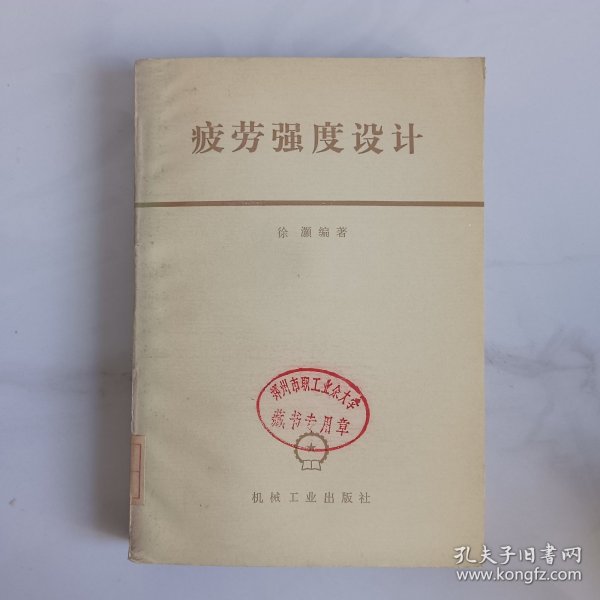 疲劳强度设计
徐灏编著
郑州市职工业余大学
藏书专用章
机械工业出版社
孔夫子旧书网
www.kongfz.com